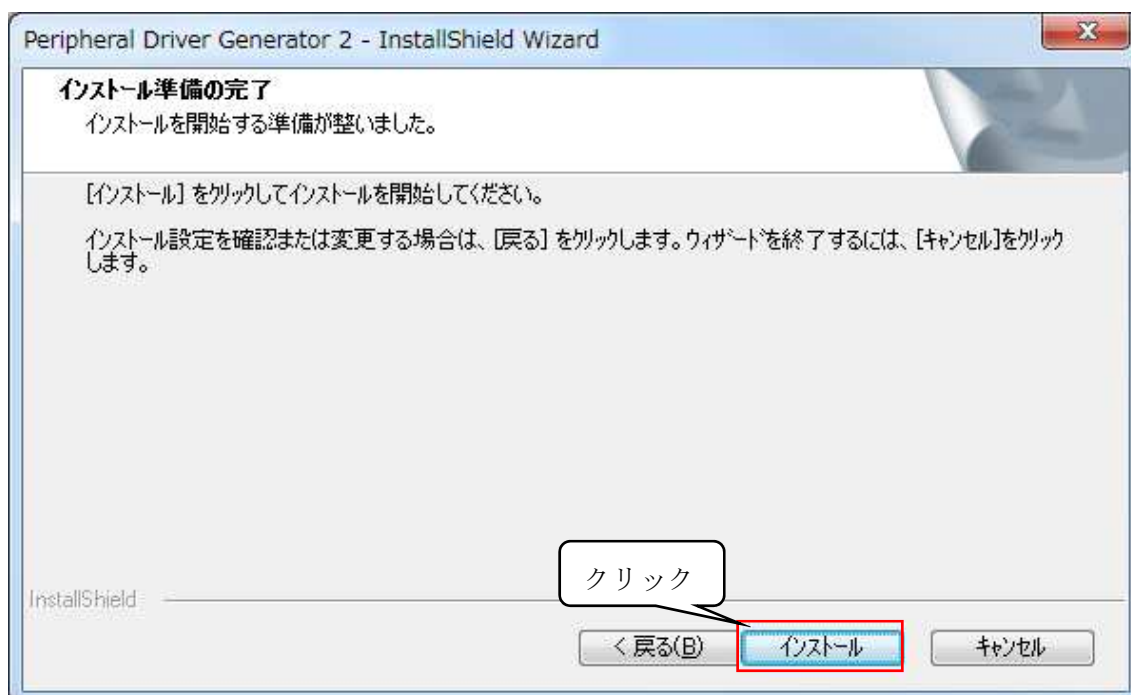 Peripheral Driver Generator 2 - InstallShield Wizard
インストール準備の完了
インストールを開始する準備が整いました。
[インストール] をクリックしてインストールを開始してください。
インストール設定を確認または変更する場合は、[戻る] をクリックします。ウィザードを終了するには、[キャンセル]をクリック
します。
クリック
InstallShield
< 戻る(B)
インストール
キャンセル